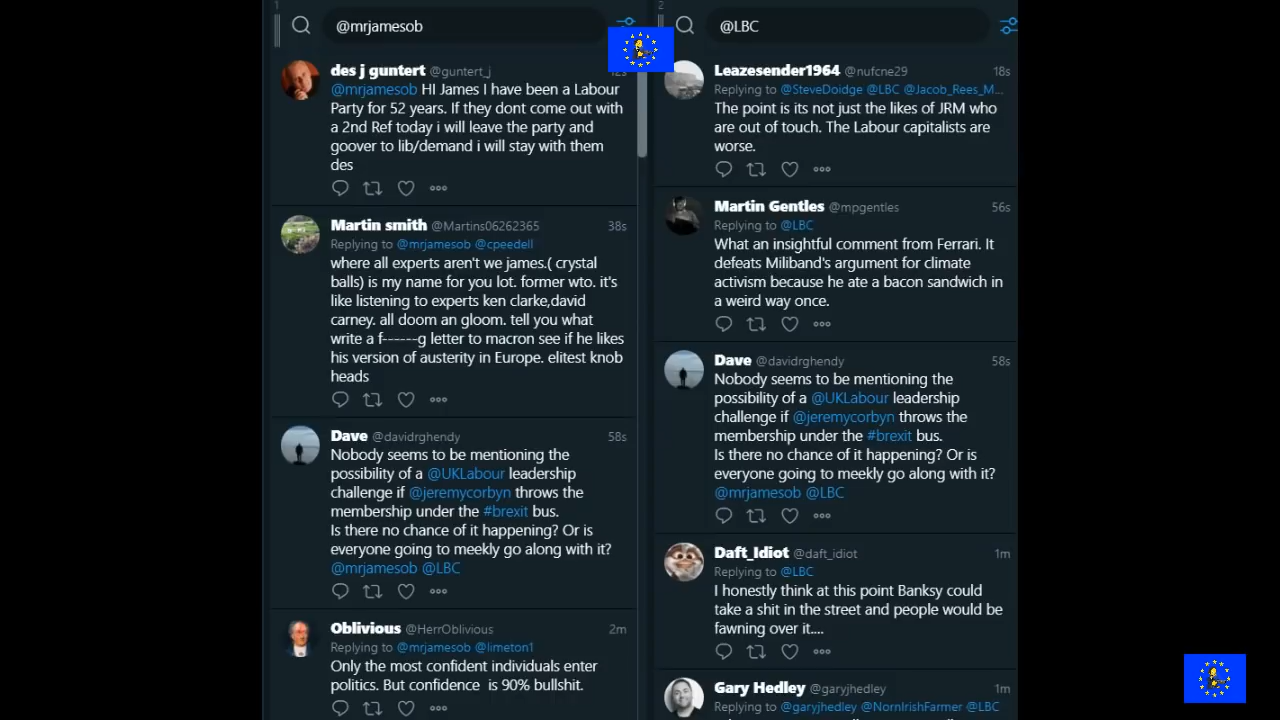 1
@mrjamesob
des j guntert @guntert_j
12s
@mrjamesob HI James I have been a Labour
Party for 52 years. If they dont come out with
a 2nd Ref today i will leave the party and
goover to lib/demand i will stay with them
des
Martin smith @Martins06262365 38s
Replying to @mrjamesob @cpeedell
where all experts aren't we james.( crystal
balls) is my name for you lot. former wto. it's
like listening to experts ken clarke,david
carney. all doom an gloom. tell you what
write a f------g letter to macron see if he likes
his version of austerity in Europe. elitest knob
heads
Dave @davidrghendy 58s
Nobody seems to be mentioning the
possibility of a @UKLabour leadership
challenge if @jeremycorbyn throws the
membership under the #brexit bus.
Is there no chance of it happening? Or is
everyone going to meekly go along with it?
@mrjamesob @LBC
Oblivious @HerrOblivious 2m
Replying to @mrjamesob @limeton1
Only the most confident individuals enter
politics. But confidence is 90% bullshit.
2
@LBC
Leazesender1964 @nufcne29 18s
Replying to @SteveDoidge @LBC @Jacob_Rees_M...
The point is its not just the likes of JRM who
are out of touch. The Labour capitalists are
worse.
Martin Gentles @mpgentles 56s
Replying to @LBC
What an insightful comment from Ferrari. It
defeats Miliband's argument for climate
activism because he ate a bacon sandwich in
a weird way once.
Dave @davidrghendy 58s
Nobody seems to be mentioning the
possibility of a @UKLabour leadership
challenge if @jeremycorbyn throws the
membership under the #brexit bus.
Is there no chance of it happening? Or is
everyone going to meekly go along with it?
@mrjamesob @LBC
Daft_Idiot @daft_idiot 1m
Replying to @LBC
I honestly think at this point Banksy could
take a shit in the street and people would be
fawning over it....
Gary Hedley @garyjhedley 1m
Replying to @garyjhedley @NornIrishFarmer @LBC